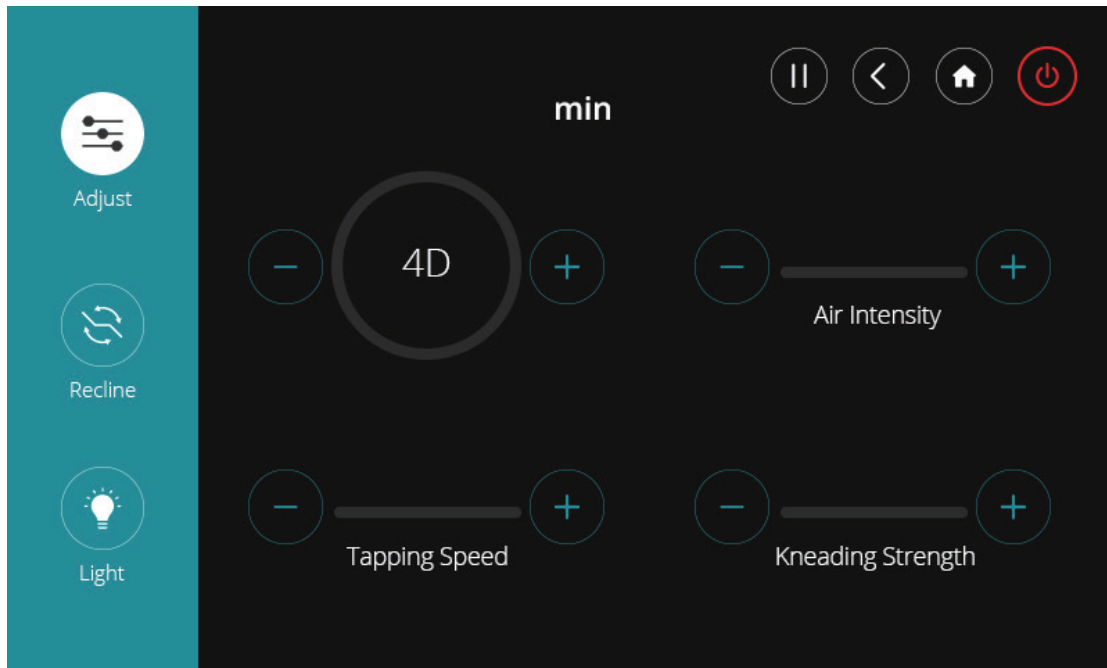 min
Adjust
4D
Air Intensity
Recline
Tapping Speed
Kneading Strength
Light